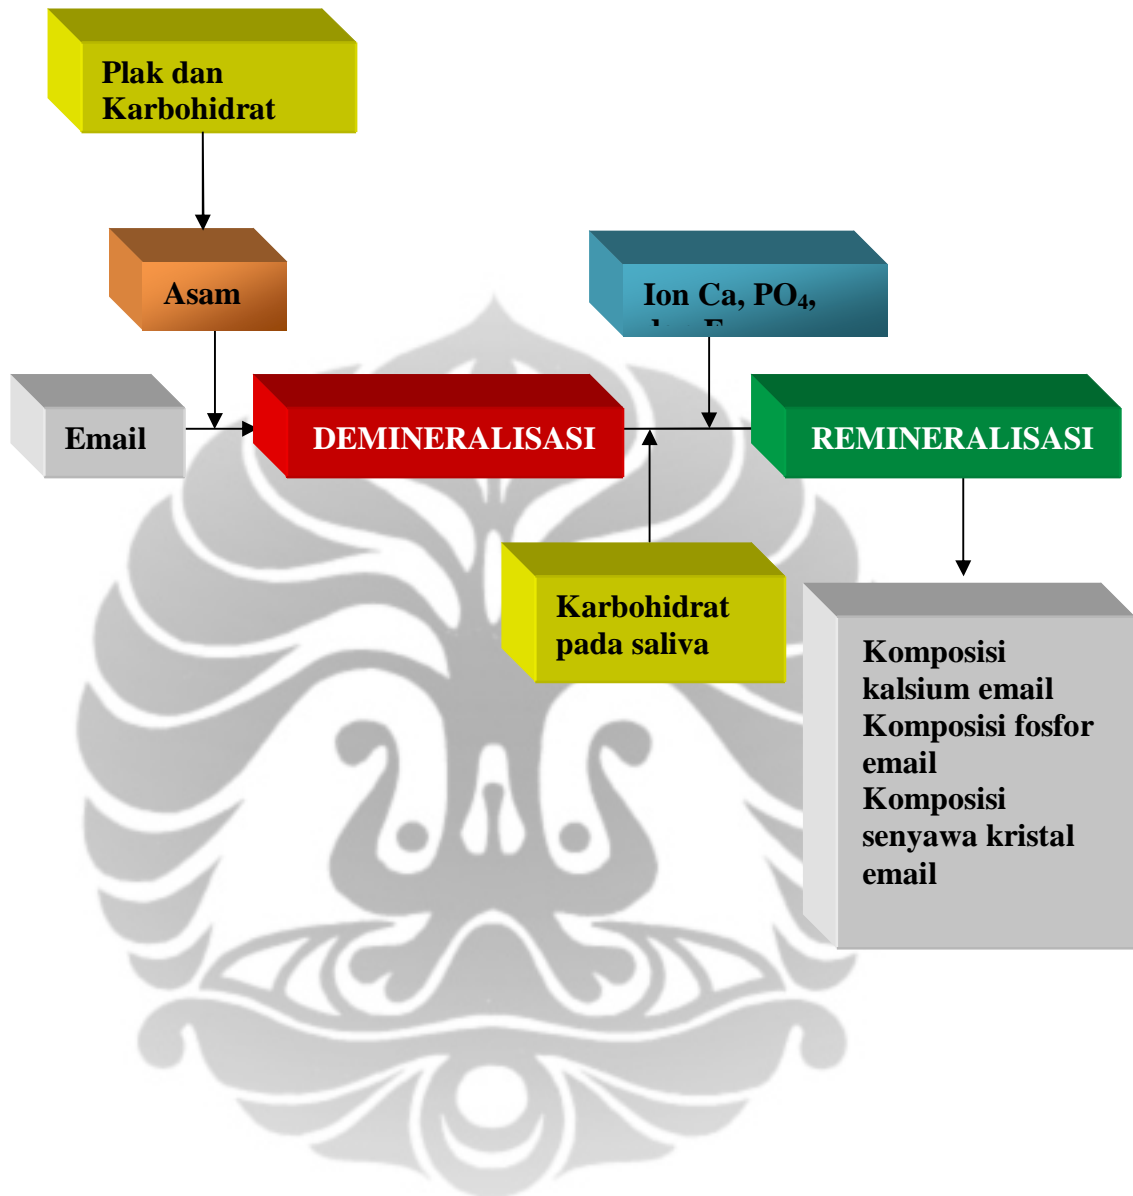 Plak dan
Karbohidrat
Asam
Ion Ca, PO₄,
Email
DEMINERALISASI
REMINERALISASI
Karbohidrat
pada saliva
Komposisi
kalsium email
Komposisi fosfor
email
Komposisi
senyawa kristal
email